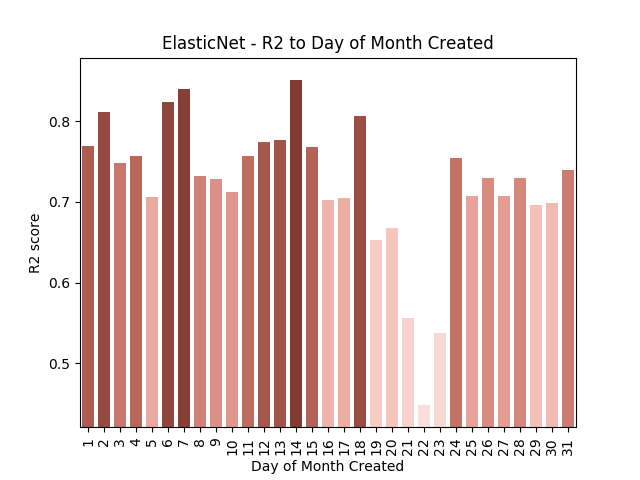 ElasticNet - R2 to Day of Month Created
0.8
0.7
0.6
0.5
R2 score
1 2 3 4 5 6 7 8 9 10 11 12 13 14 15 16 17 18 19 20 21 22 23 24 25 26 27 28 29 30 31
Day of Month Created